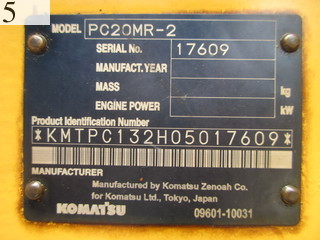 5
MODEL PC20MR-2
SERIAL No. 17609
MANUFACT.YEAR
MASS kg
ENGINE POWER kW
Product Identification Number
*KMTPC132H05017609*
MANUFACTURER
Manufactured by Komatsu Zenoah Co.
for Komatsu Ltd., Tokyo, Japan
KOMATSU 09601-10031